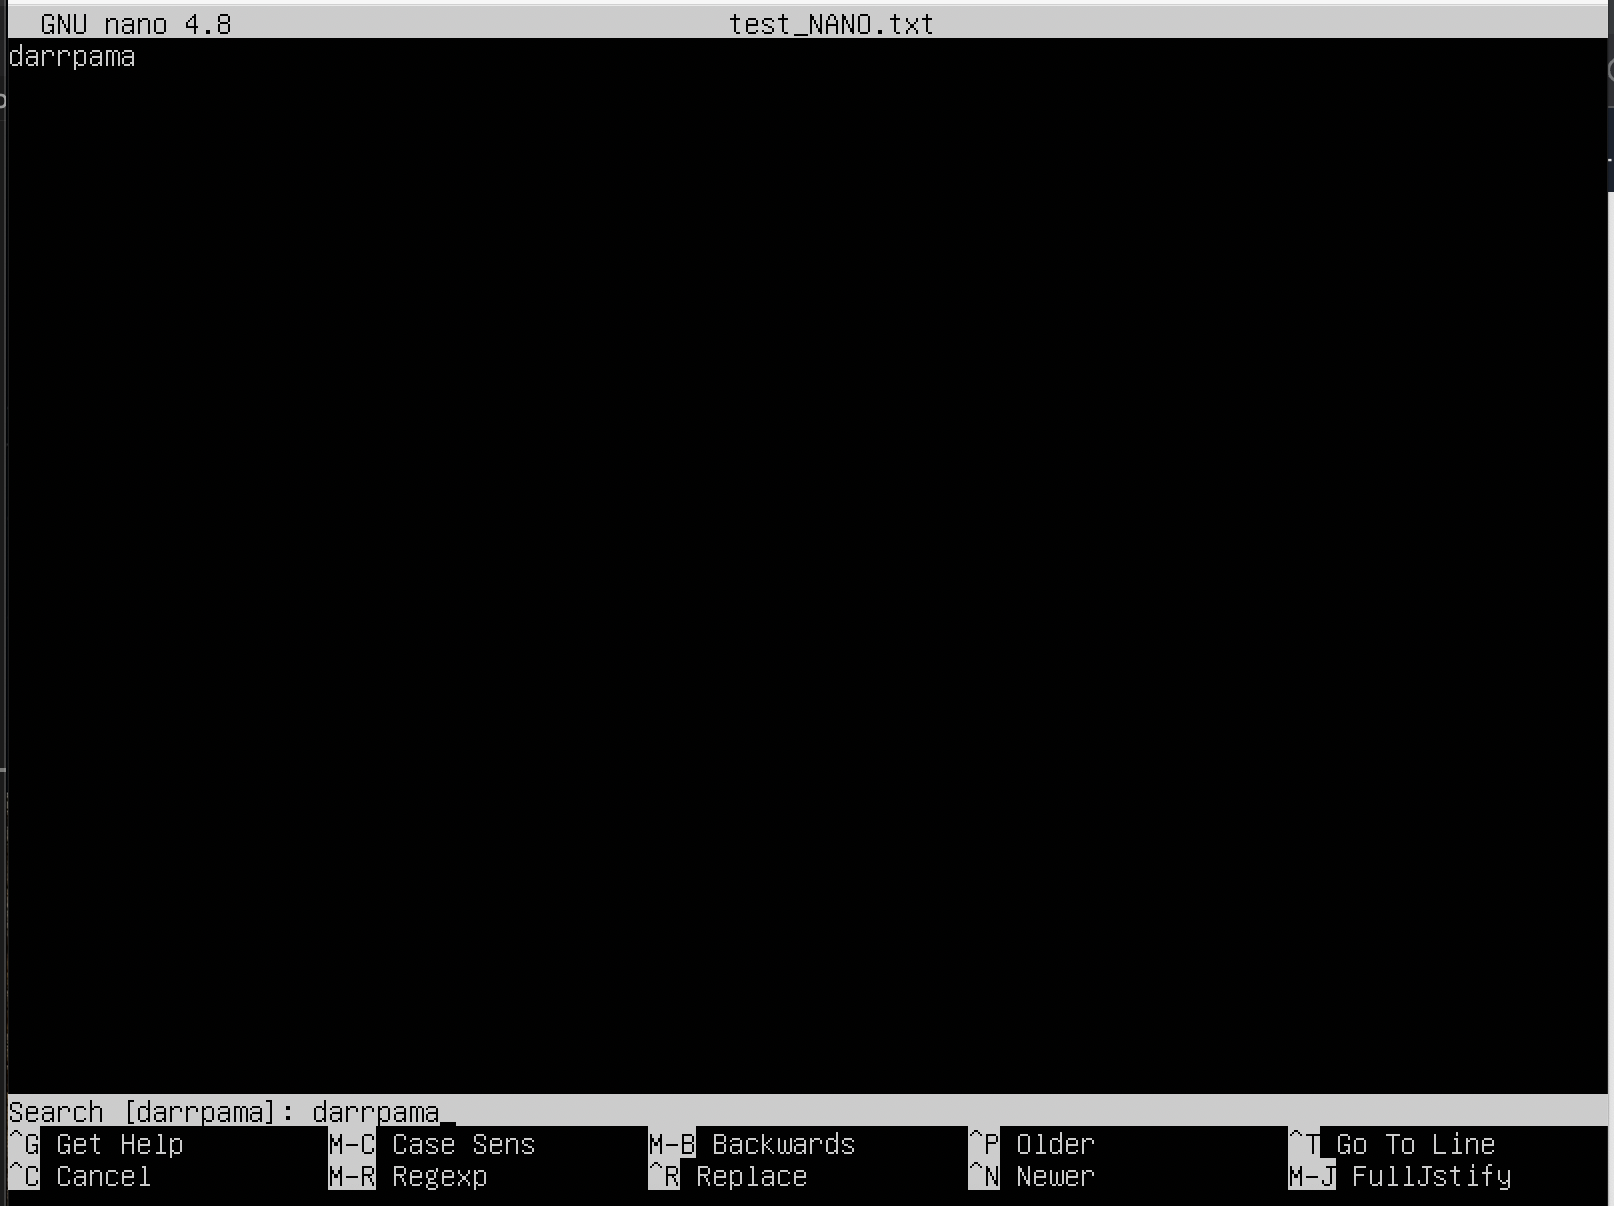 GNU nano 4.8 test_NANO.txt
darrpama
Search [darrpama]: darrpama
^G Get Help M-C Case Sens M-B Backwards ^P Older ^T Go To Line
^C Cancel M-R Regexp ^R Replace ^N Newer M-J FullJstify